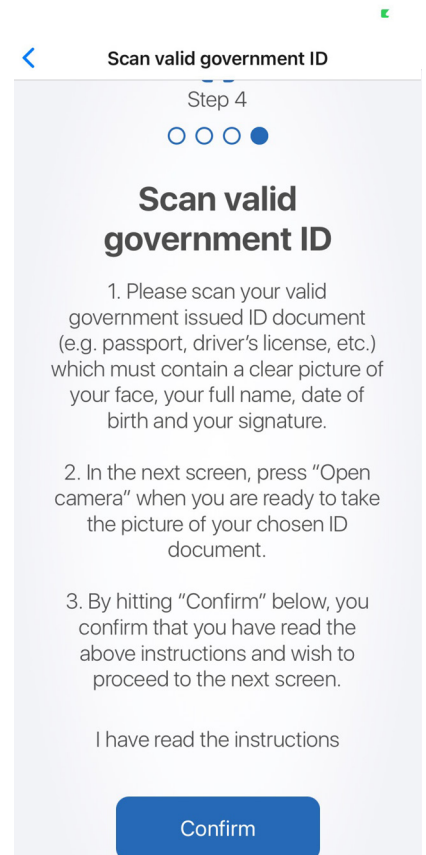 Scan valid government ID
Step 4
Scan valid
government ID
1. Please scan your valid
government issued ID document
(e.g. passport, driver's license, etc.)
which must contain a clear picture of
your face, your full name, date of
birth and your signature.
2. In the next screen, press “Open
camera” when you are ready to take
the picture of your chosen ID
document.
3. By hitting “Confirm” below, you
confirm that you have read the
above instructions and wish to
proceed to the next screen.
I have read the instructions
Confirm